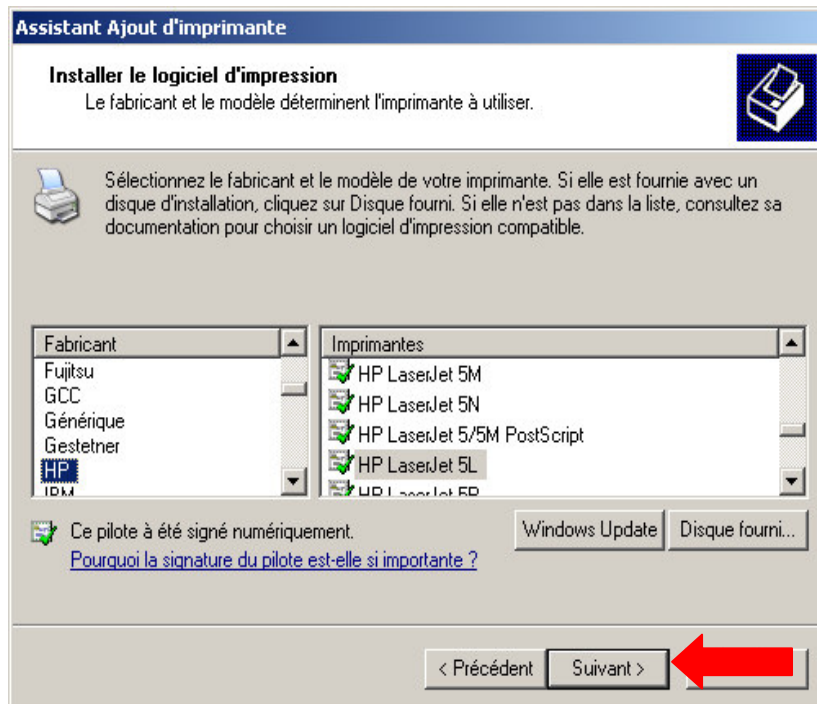 Assistant Ajout d'imprimante
Installer le logiciel d'impression
Le fabricant et le modèle déterminent l'imprimante à utiliser.
Sélectionnez le fabricant et le modèle de votre imprimante. Si elle est fournie avec un
disque d'installation, cliquez sur Disque fourni. Si elle n'est pas dans la liste, consultez sa
documentation pour choisir un logiciel d'impression compatible.
Fabricant
Fujitsu
GCC
Générique
Gestetner
HP
IBM
Imprimantes
HP LaserJet 5M
HP LaserJet 5N
HP LaserJet 5/5M PostScript
HP LaserJet 5L
HP LaserJet 5P
Ce pilote à été signé numériquement.
Pourquoi la signature du pilote est-elle si importante ?
Windows Update
Disque fourni...
< Précédent
Suivant >